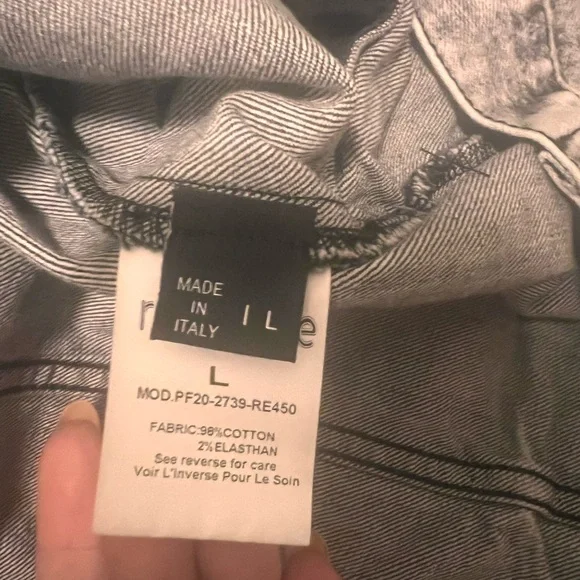 MADE
IN
ITALY
I L
L
MOD.PF20-2739-RE450
FABRIC:98%COTTON
2%ELASTHAN
See reverse for care
Voir L'Inverse Pour Le Soin